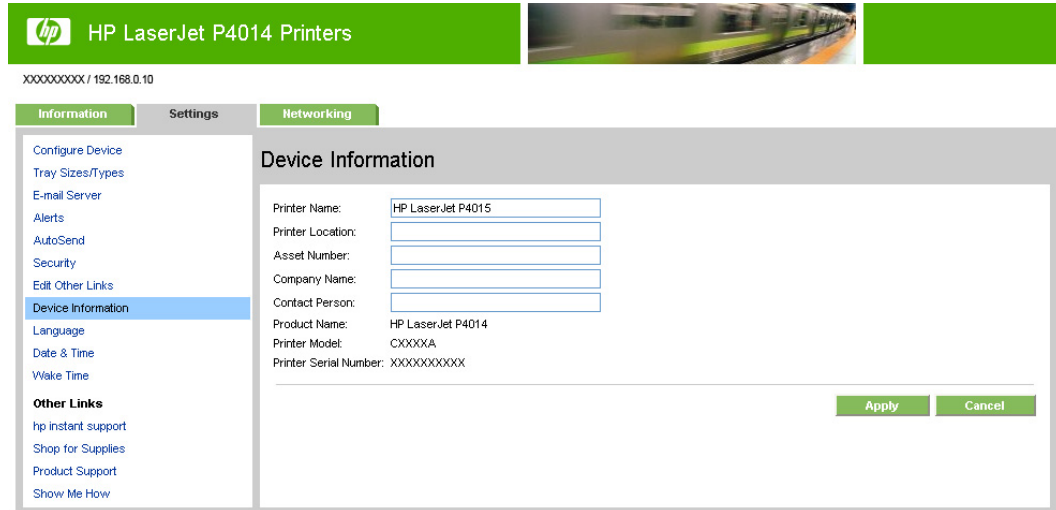 hp HP LaserJet P4014 Printers
XXXXXXXXX / 192.168.0.10
Information Settings Networking
Configure Device
Tray Sizes/Types
E-mail Server
Alerts
AutoSend
Security
Edit Other Links
Device Information
Language
Date & Time
Wake Time
Other Links
hp instant support
Shop for Supplies
Product Support
Show Me How
Device Information
Printer Name: HP LaserJet P4015
Printer Location:
Asset Number:
Company Name:
Contact Person:
Product Name: HP LaserJet P4014
Printer Model: CXXXXA
Printer Serial Number: XXXXXXXXXX
Apply Cancel